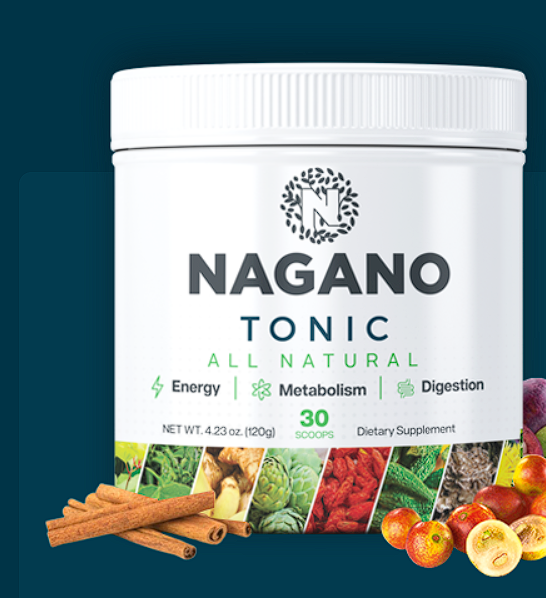 N
NAGANO
TONIC
ALL NATURAL
Energy | Metabolism | Digestion
NET WT. 4.23 oz. (120g) 30 SCOOPS Dietary Supplement